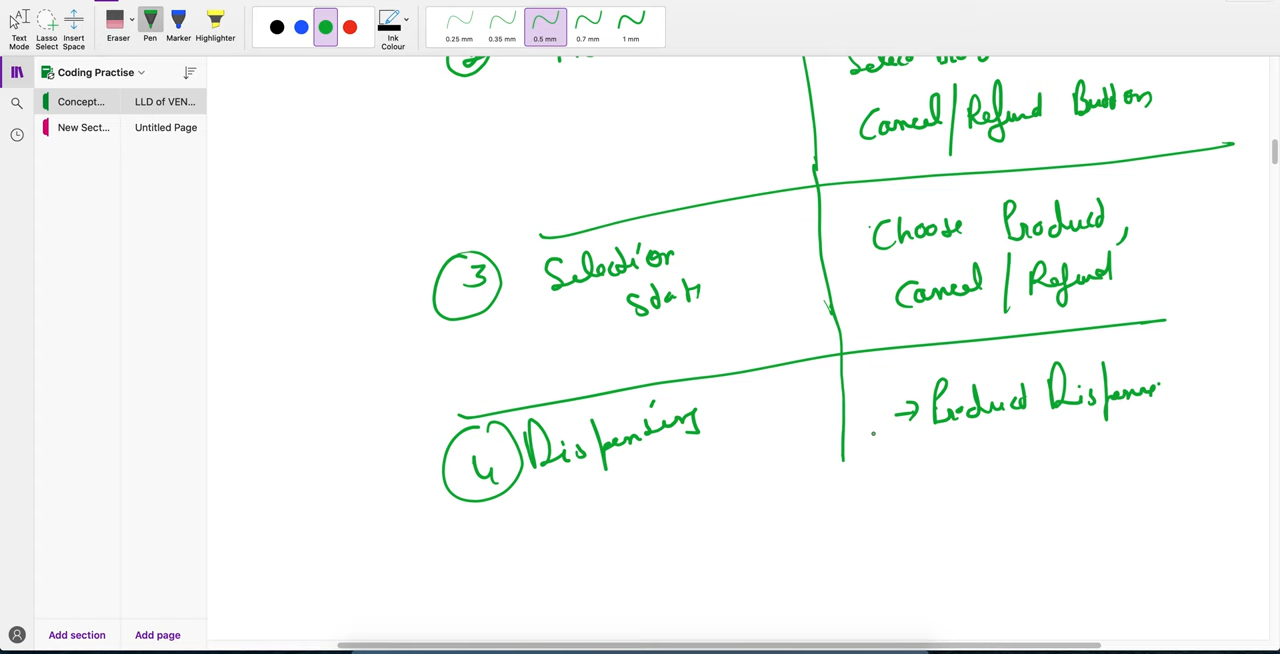 Text Mode
Lasso Select
Insert Space
Eraser
Pen
Marker
Highlighter
Ink Colour
0.25 mm
0.35 mm
0.5 mm
0.7 mm
1 mm
Coding Practise
Concept...
LLD of VEN...
New Sect...
Untitled Page
Cancel / Refund Button
3 Selection
State
Choose Product,
Cancel / Refund
4 Dispensing
→ Product Dispense
Add section
Add page